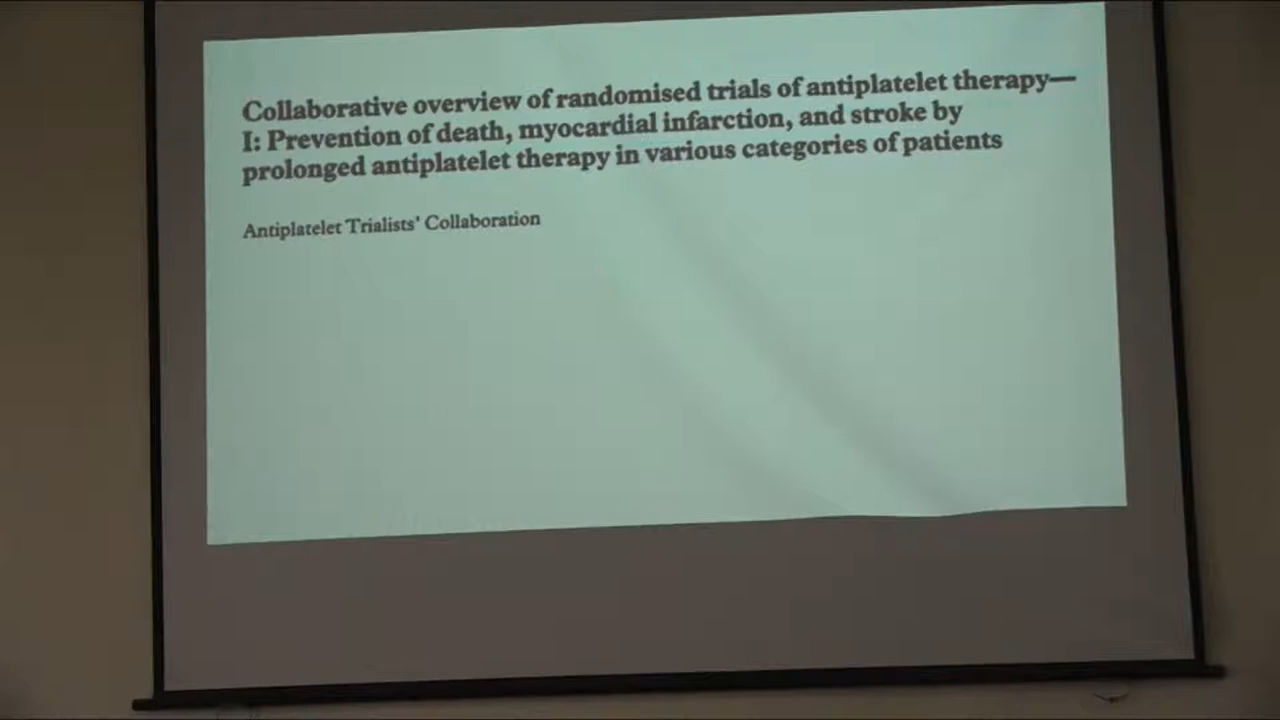 Collaborative overview of randomised trials of antiplatelet therapy—
I: Prevention of death, myocardial infarction, and stroke by
prolonged antiplatelet therapy in various categories of patients
Antiplatelet Trialists' Collaboration